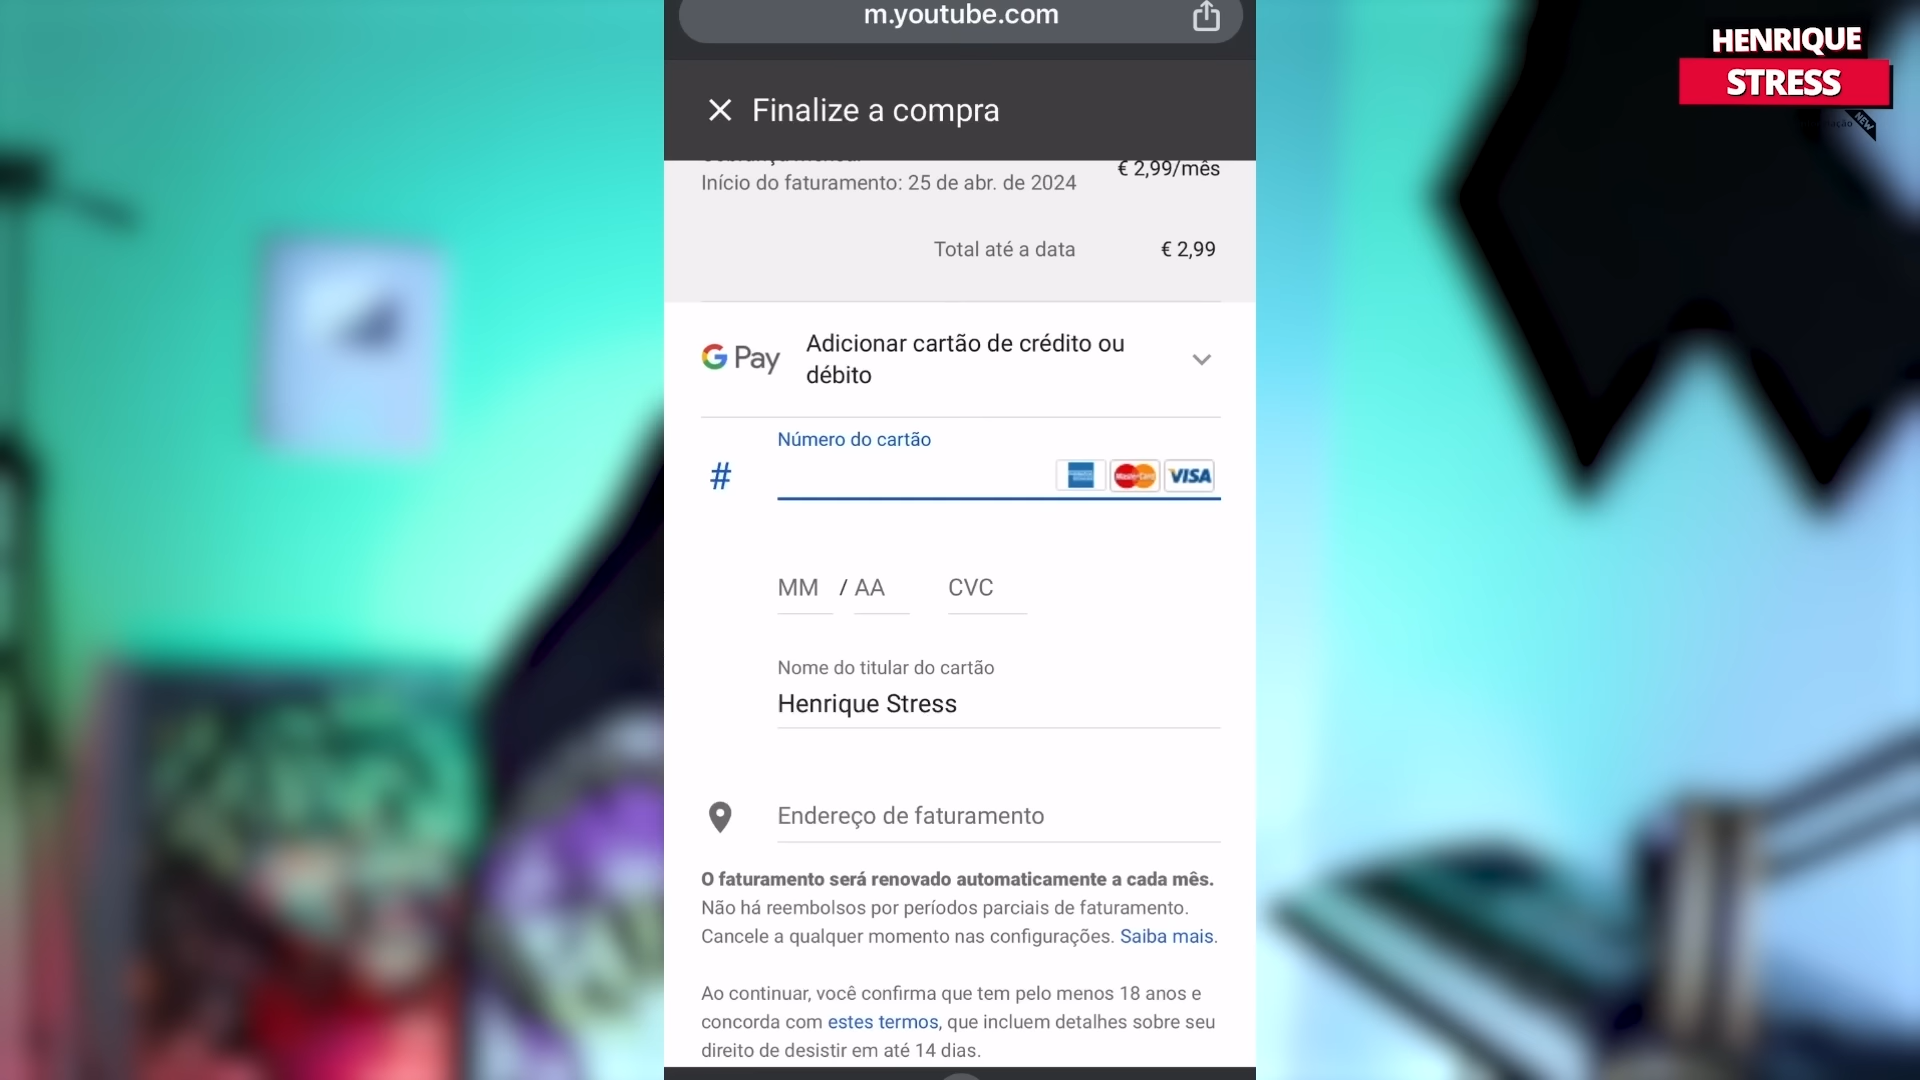 m.youtube.com
HENRIQUE
STRESS
NEW
Finalize a compra
€ 2,99/mês
Início do faturamento: 25 de abr. de 2024
Total até a data € 2,99
G Pay
Adicionar cartão de crédito ou
débito
Número do cartão
#
MasterCard VISA
MM / AA CVC
Nome do titular do cartão
Henrique Stress
Endereço de faturamento
O faturamento será renovado automaticamente a cada mês.
Não há reembolsos por períodos parciais de faturamento.
Cancele a qualquer momento nas configurações. Saiba mais.
Ao continuar, você confirma que tem pelo menos 18 anos e
concorda com estes termos, que incluem detalhes sobre seu
direito de desistir em até 14 dias.